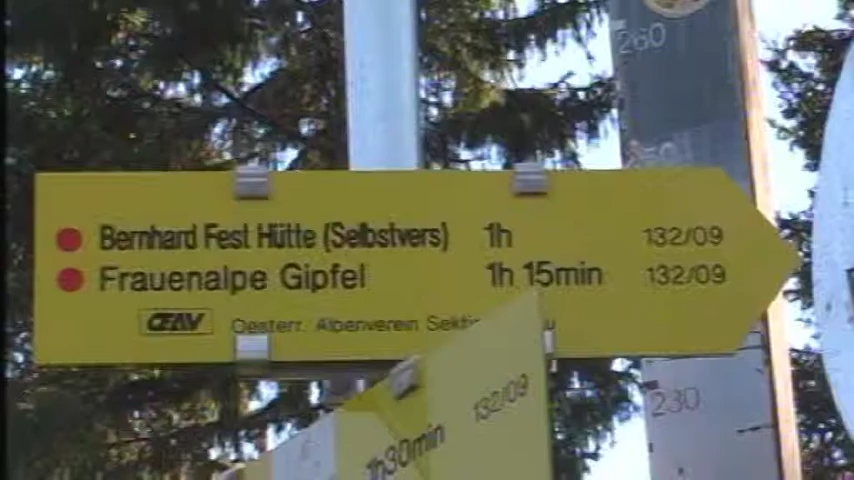 260
Bernhard Fest Hütte (Selbstvers) 1h 132/09
Frauenalpe Gipfel 1h 15min 132/09
OEAV Oesterr. Alpenverein Sekti u
230
1h30min 132/09